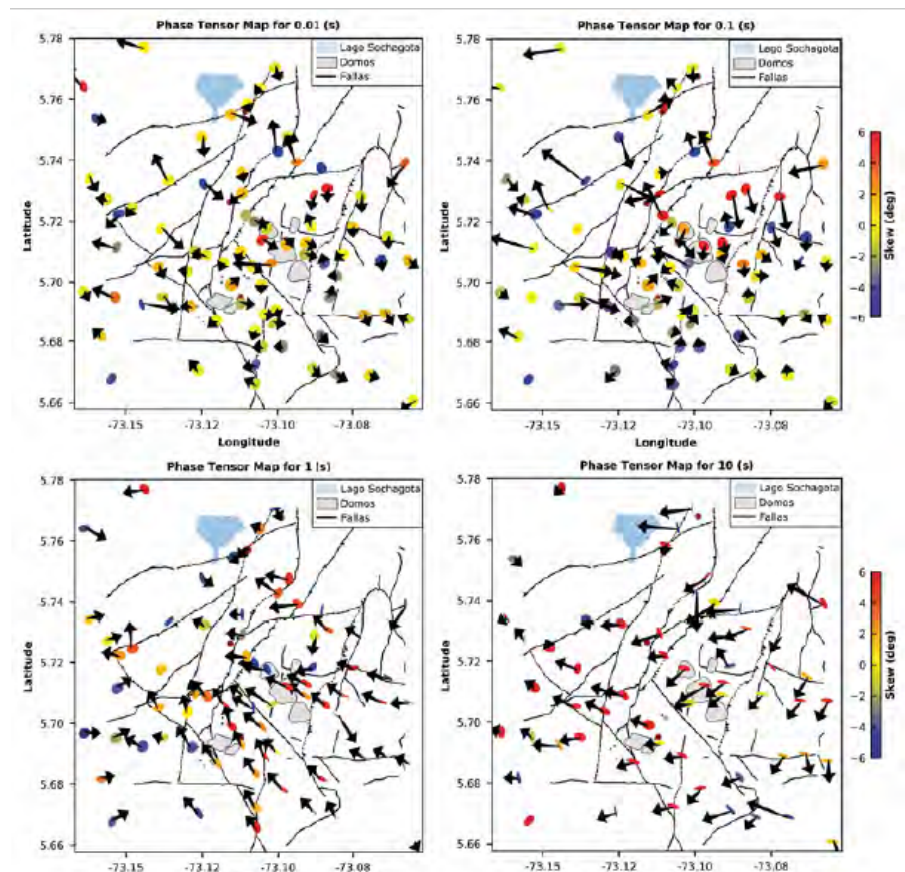 Phase Tensor Map for 0.01 (s)
5.78
5.76
5.74
5.72
5.70
5.68
5.66
Latitude
Lago Sochagota
Domos
Fallas
-73.15
-73.12
-73.10
-73.08
Longitude
Phase Tensor Map for 0.1 (s)
5.78
5.76
5.74
5.72
5.70
5.68
5.66
Latitude
Lago Sochagota
Domos
Fallas
-73.15
-73.12
-73.10
-73.08
Longitude
6
4
2
0
−2
−4
−6
Skew (deg)
Phase Tensor Map for 1 (s)
5.78
5.76
5.74
5.72
5.70
5.68
5.66
Latitude
Lago Sochagota
Domos
Fallas
-73.15
-73.12
-73.10
-73.08
Phase Tensor Map for 10 (s)
5.78
5.76
5.74
5.72
5.70
5.68
5.66
Latitude
Lago Sochagota
Domos
Fallas
-73.15
-73.12
-73.10
-73.08
6
4
2
0
−2
−4
−6
Skew (deg)